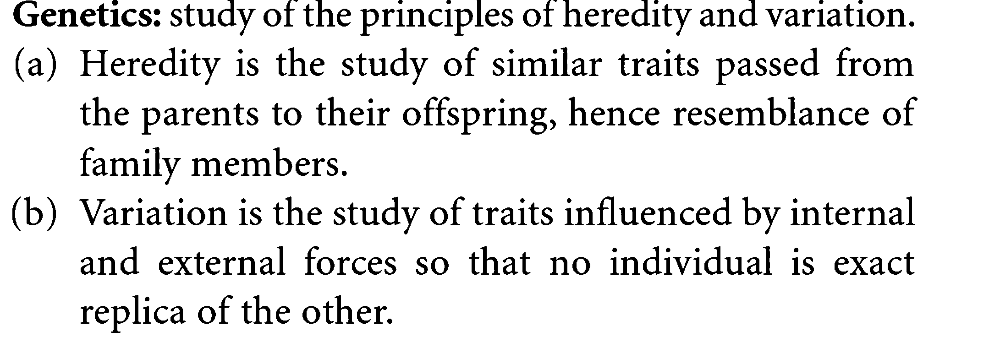 Genetics: study of the principles of heredity and variation.
(a) Heredity is the study of similar traits passed from
the parents to their offspring, hence resemblance of
family members.
(b) Variation is the study of traits influenced by internal
and external forces so that no individual is exact
replica of the other.